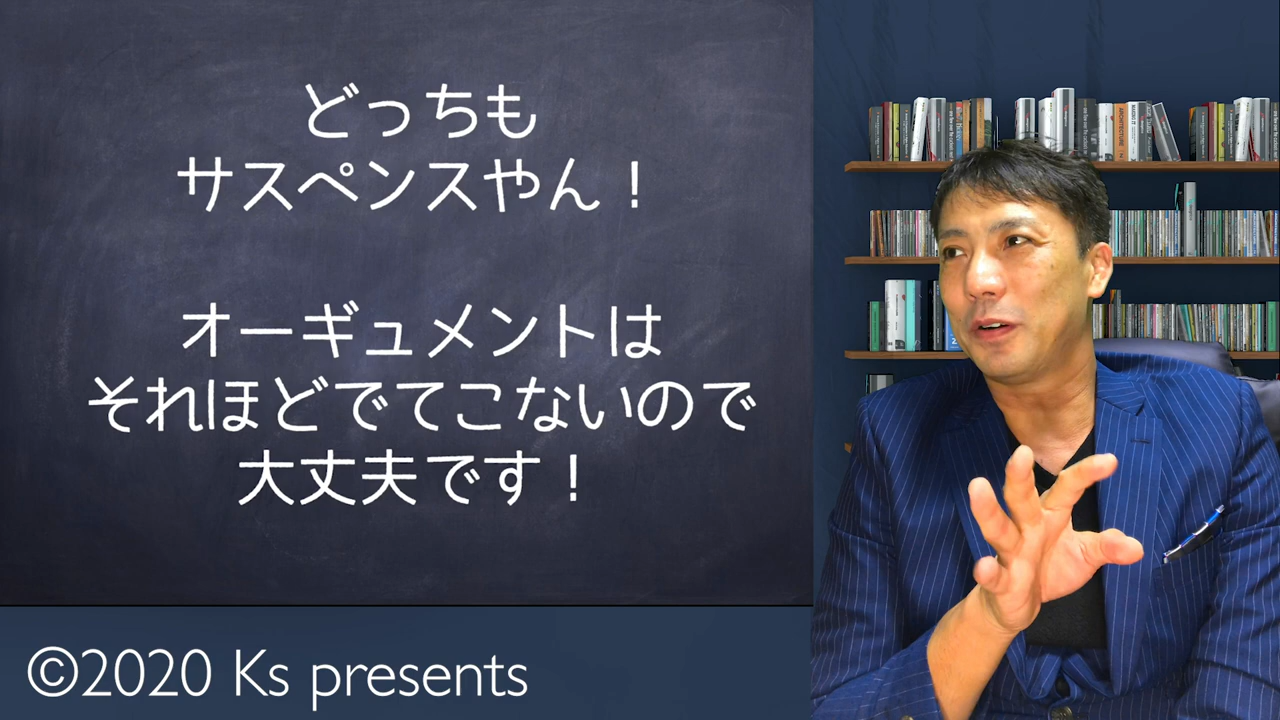 どっちも
サスペンスやん！
オーギュメントは
それほどでてこないので
大丈夫です！
©2020 Ks presents